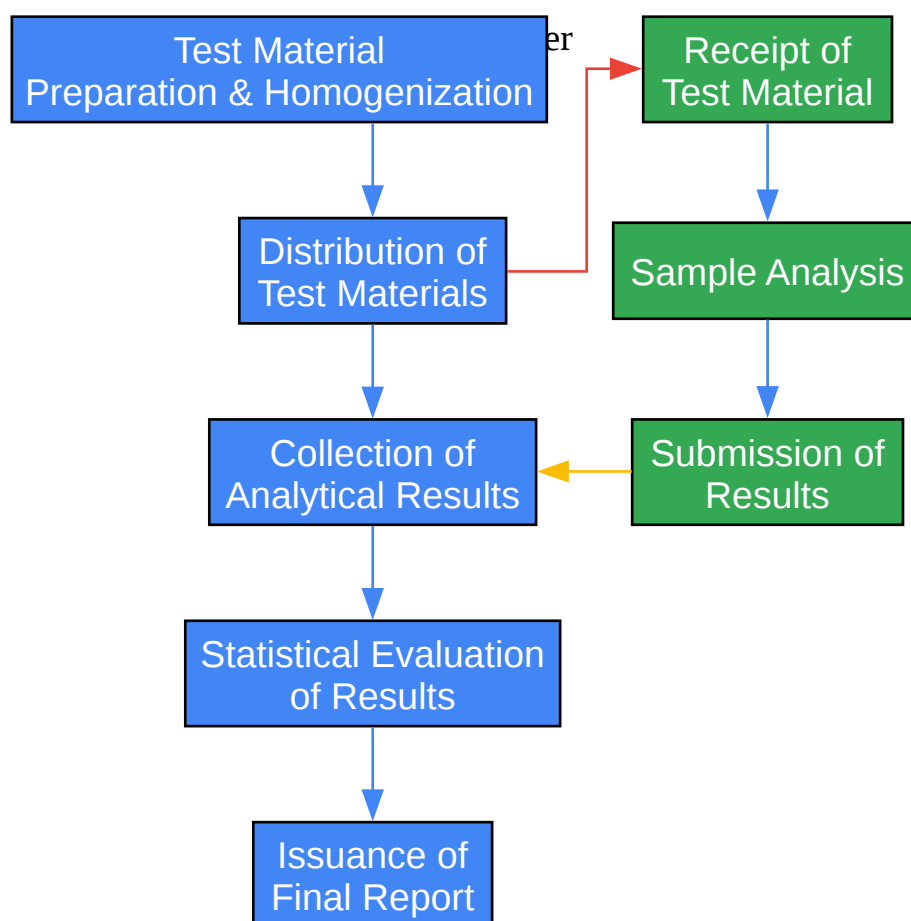 Test Material
Preparation & Homogenization
er
Receipt of
Test Material
Distribution of
Test Materials
Sample Analysis
Collection of
Analytical Results
Submission of
Results
Statistical Evaluation
of Results
Issuance of
Final Report